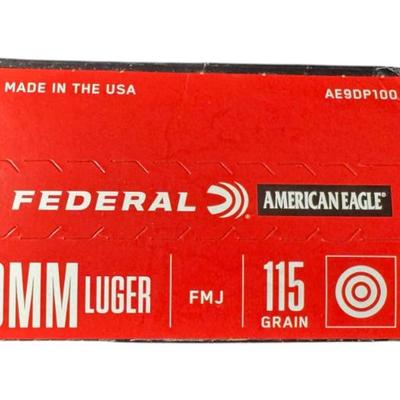 MADE IN THE USA
AE9DP100
FEDERAL AMERICAN EAGLE®
MM LUGER
FMJ
115
GRAIN